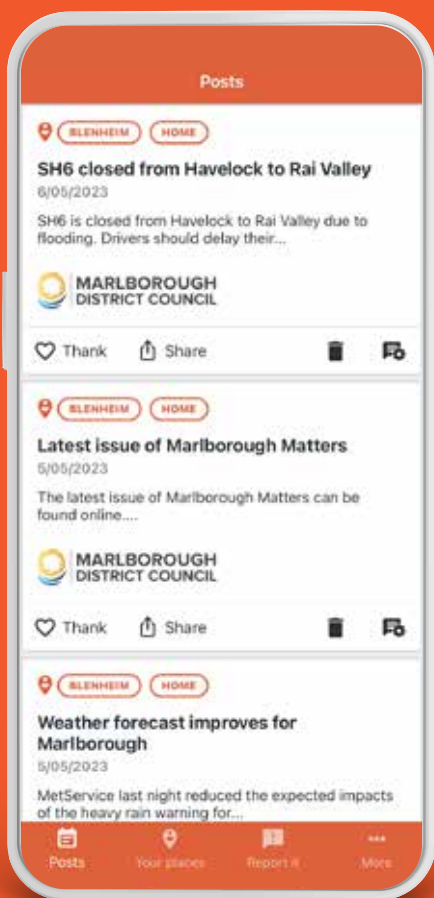 Posts
BLENHEIM HOME
SH6 closed from Havelock to Rai Valley
6/05/2023
SH6 is closed from Havelock to Rai Valley due to
flooding. Drivers should delay their...
MARLBOROUGH
DISTRICT COUNCIL
Thank Share
BLENHEIM HOME
Latest issue of Marlborough Matters
5/05/2023
The latest issue of Marlborough Matters can be
found online....
MARLBOROUGH
DISTRICT COUNCIL
Thank Share
BLENHEIM HOME
Weather forecast improves for
Marlborough
5/05/2023
MetService last night reduced the expected impacts
of the heavy rain warning for...
Posts Your places Report it More